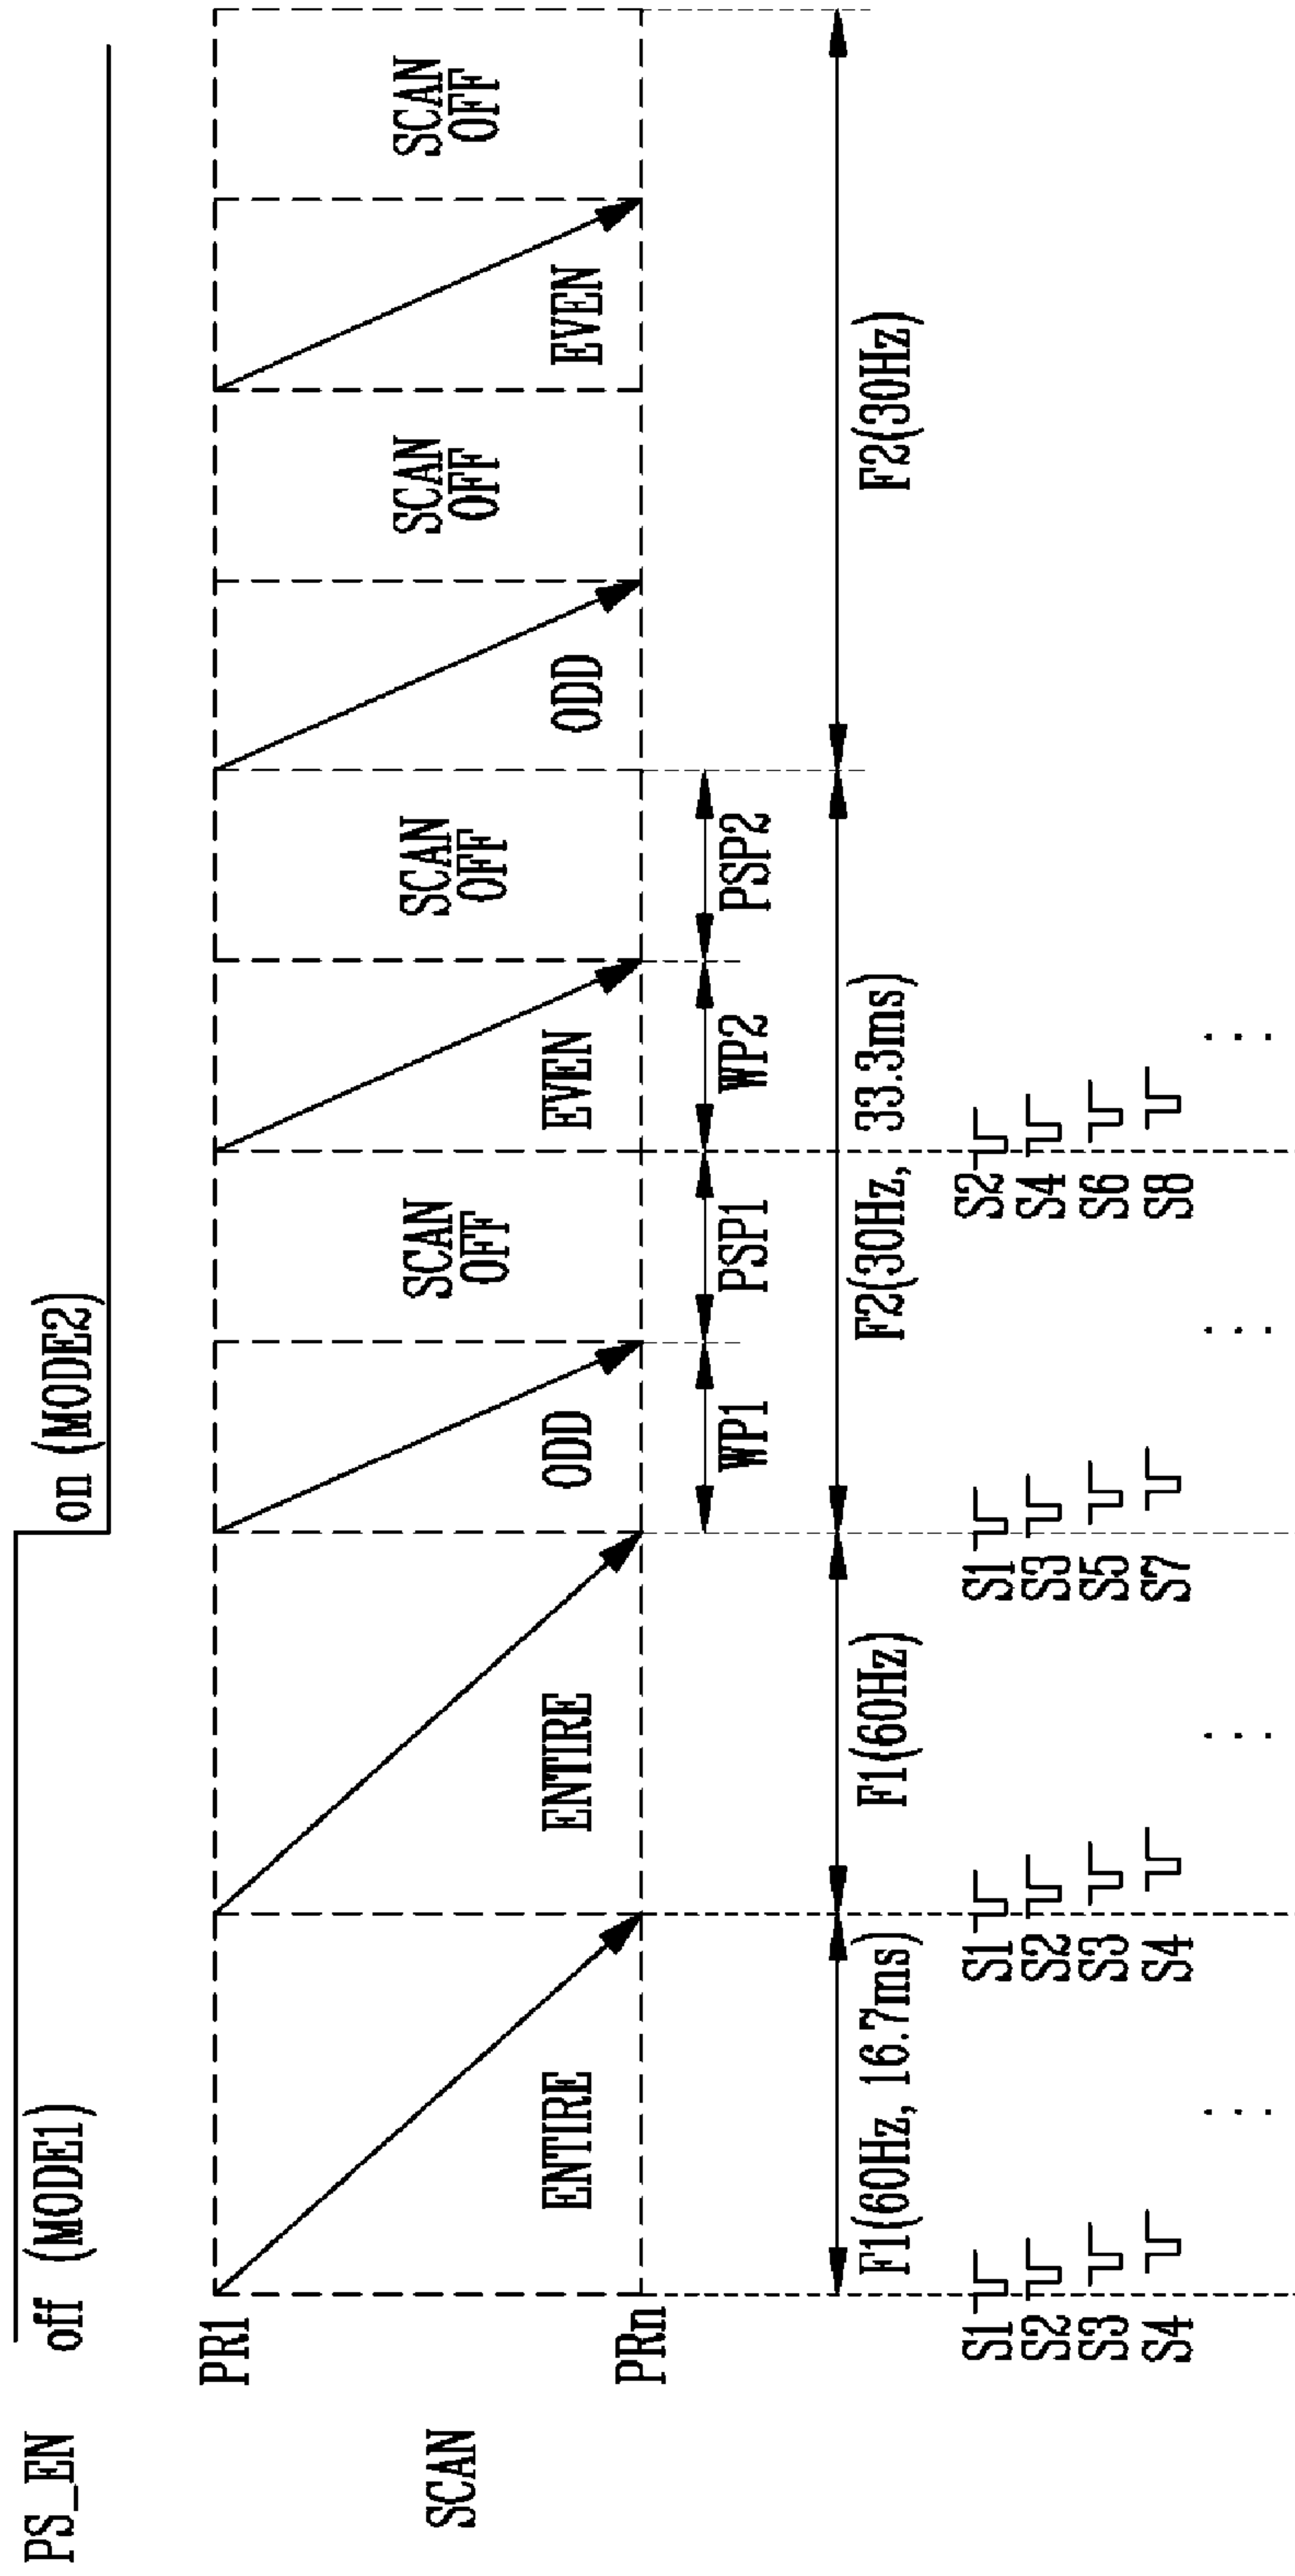 PS_EN
off (MODE1)
on (MODE2)
SCAN
PR1
PRn
ENTIRE
ENTIRE
ODD
SCAN
OFF
EVEN
SCAN
OFF
ODD
SCAN
OFF
EVEN
SCAN
OFF
WP1
PSP1
WP2
PSP2
F1(60Hz, 16.7ms)
F1(60Hz)
F2(30Hz, 33.3ms)
F2(30Hz)
S1
S2
S3
S4
...
S1
S2
S3
S4
...
S1
S3
S5
S7
...
S2
S4
S6
S8
...